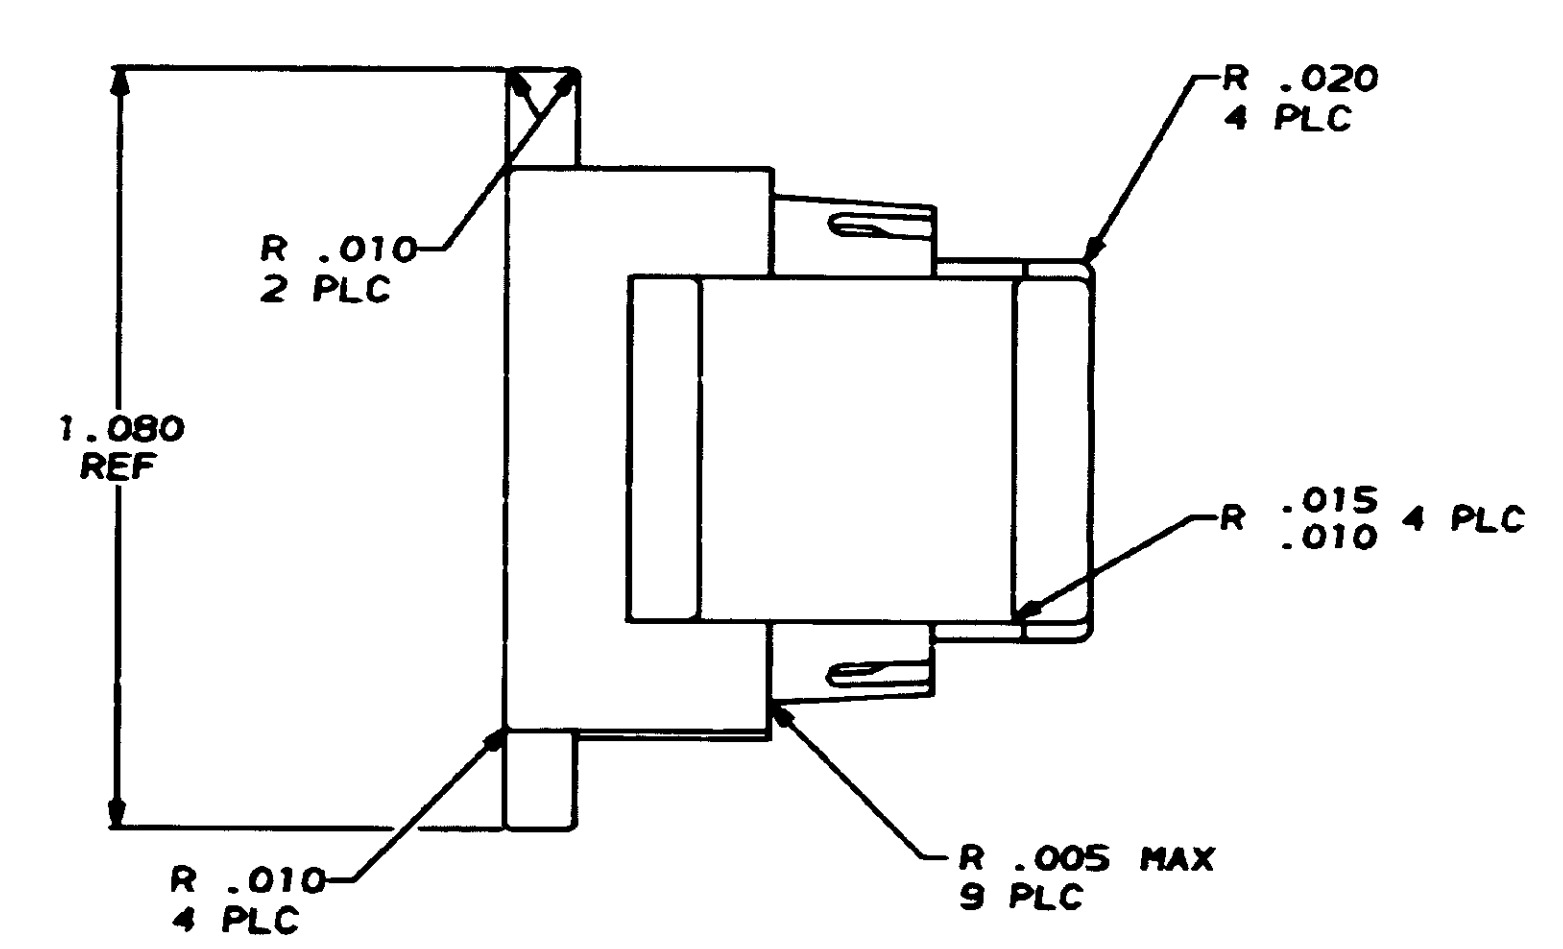 R .020
4 PLC
R .010
2 PLC
1.080
REF
R .015 4 PLC
.010
R .005 MAX
9 PLC
R .010
4 PLC